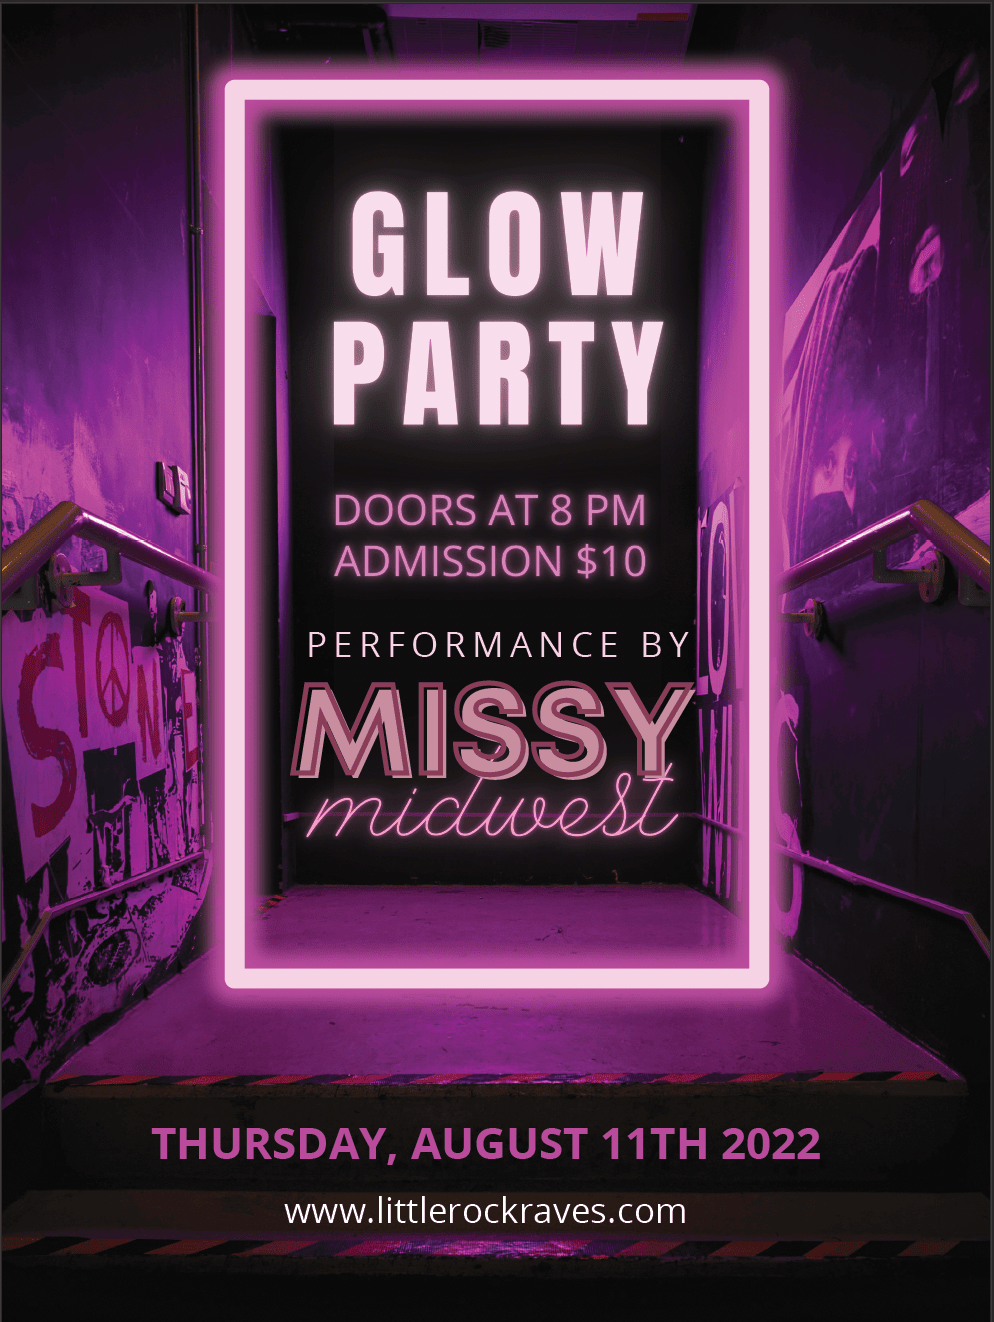 GLOW
PARTY
DOORS AT 8 PM
ADMISSION $10
PERFORMANCE BY
MISSY
midwest
STONE
THURSDAY, AUGUST 11TH 2022
www.littlerockraves.com